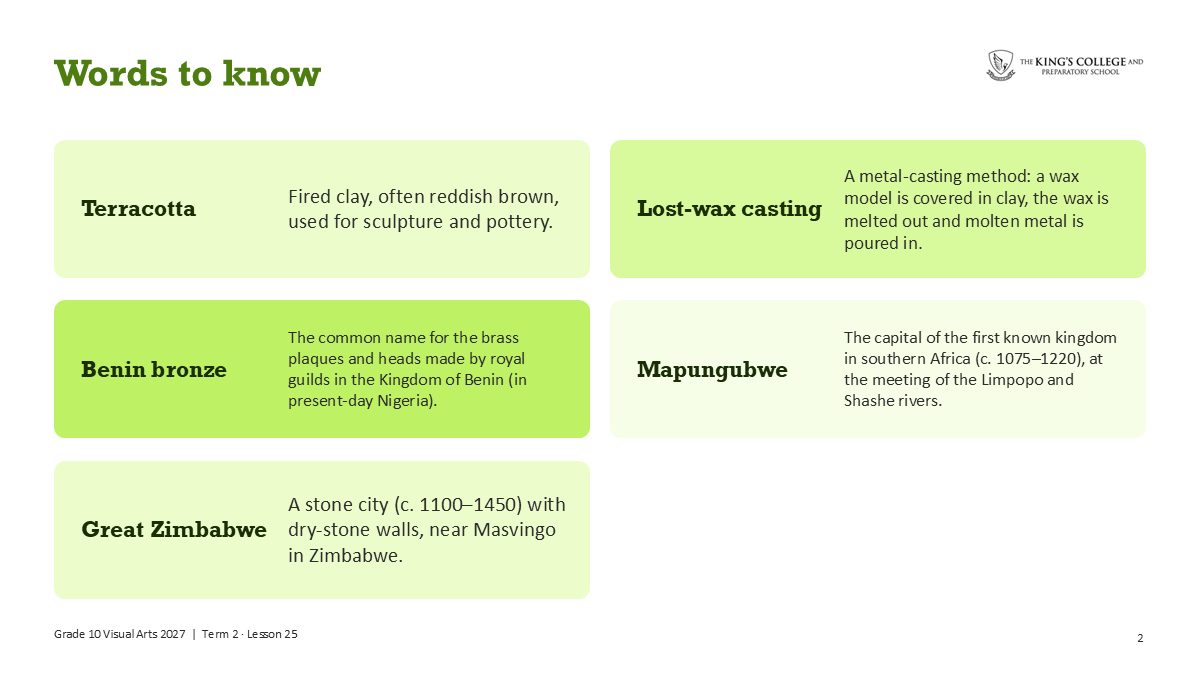 Words to know
THE KING'S COLLEGE AND
PREPARATORY SCHOOL
Terracotta
Fired clay, often reddish brown,
used for sculpture and pottery.
Lost-wax casting
A metal-casting method: a wax
model is covered in clay, the wax is
melted out and molten metal is
poured in.
Benin bronze
The common name for the brass
plaques and heads made by royal
guilds in the Kingdom of Benin (in
present-day Nigeria).
Mapungubwe
The capital of the first known kingdom
in southern Africa (c. 1075–1220), at
the meeting of the Limpopo and
Shashe rivers.
Great Zimbabwe
A stone city (c. 1100–1450) with
dry-stone walls, near Masvingo
in Zimbabwe.
Grade 10 Visual Arts 2027 | Term 2 · Lesson 25
2